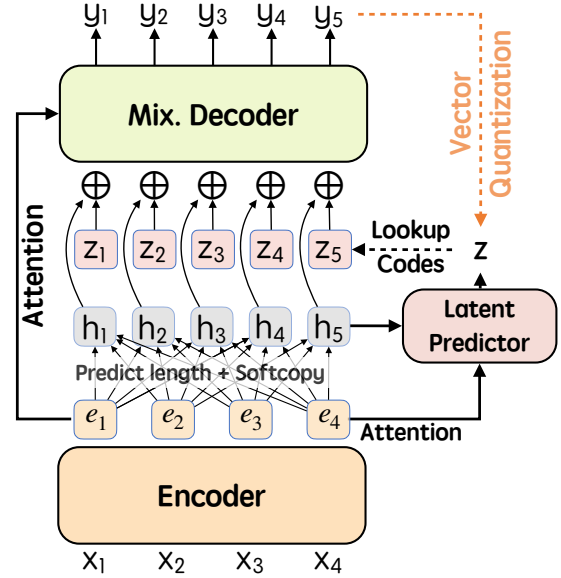 y1 y2 y3 y4 y5
Vector
Quantization
Mix. Decoder
Attention
z1 z2 z3 z4 z5
Lookup
Codes
z
h1 h2 h3 h4 h5
Latent
Predictor
Predict length + Softcopy
e1 e2 e3 e4
Attention
Encoder
x1 x2 x3 x4